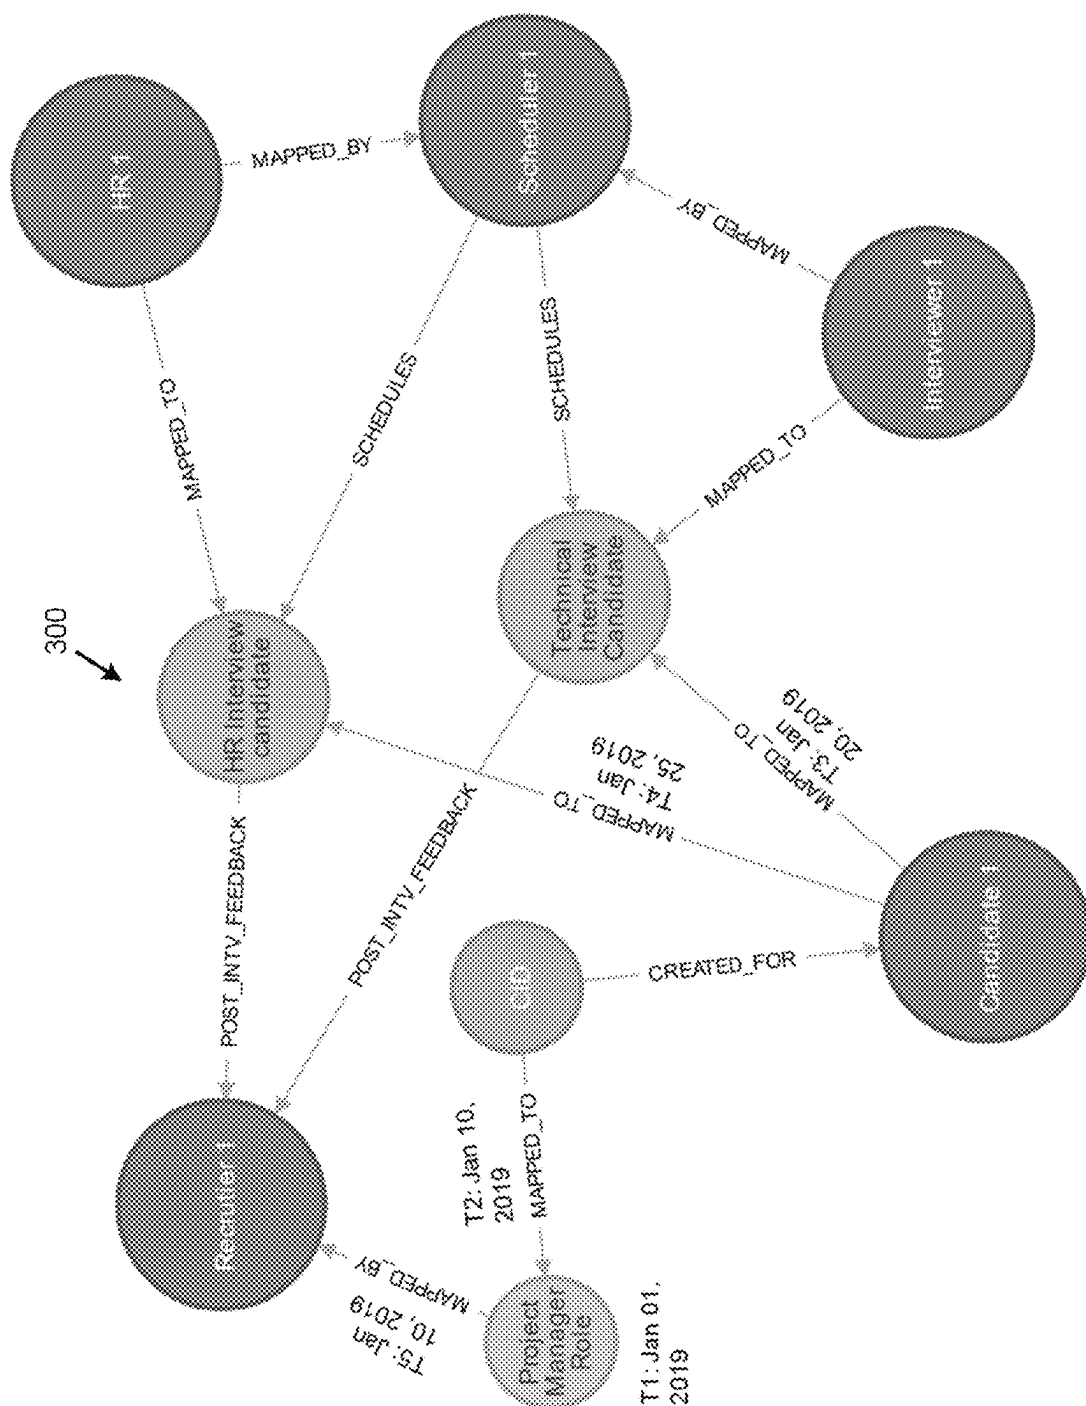 300
HR 1
MAPPED_BY
Scheduler 1
MAPPED_TO
SCHEDULES
SCHEDULES
MAPPED_BY
Interviewer 1
MAPPED_TO
HR Interview
candidate
Technical
Interview
Candidate
POST_INTV_FEEDBACK
POST_INTV_FEEDBACK
MAPPED_TO
T4: Jan
25, 2019
MAPPED_TO
T3: Jan
20, 2019
Candidate 1
CREATED_FOR
CID
MAPPED_TO
T2: Jan 10,
2019
Recruiter 1
MAPPED_BY
T5: Jan
10, 2019
Project
Manager
Role
T1: Jan 01,
2019